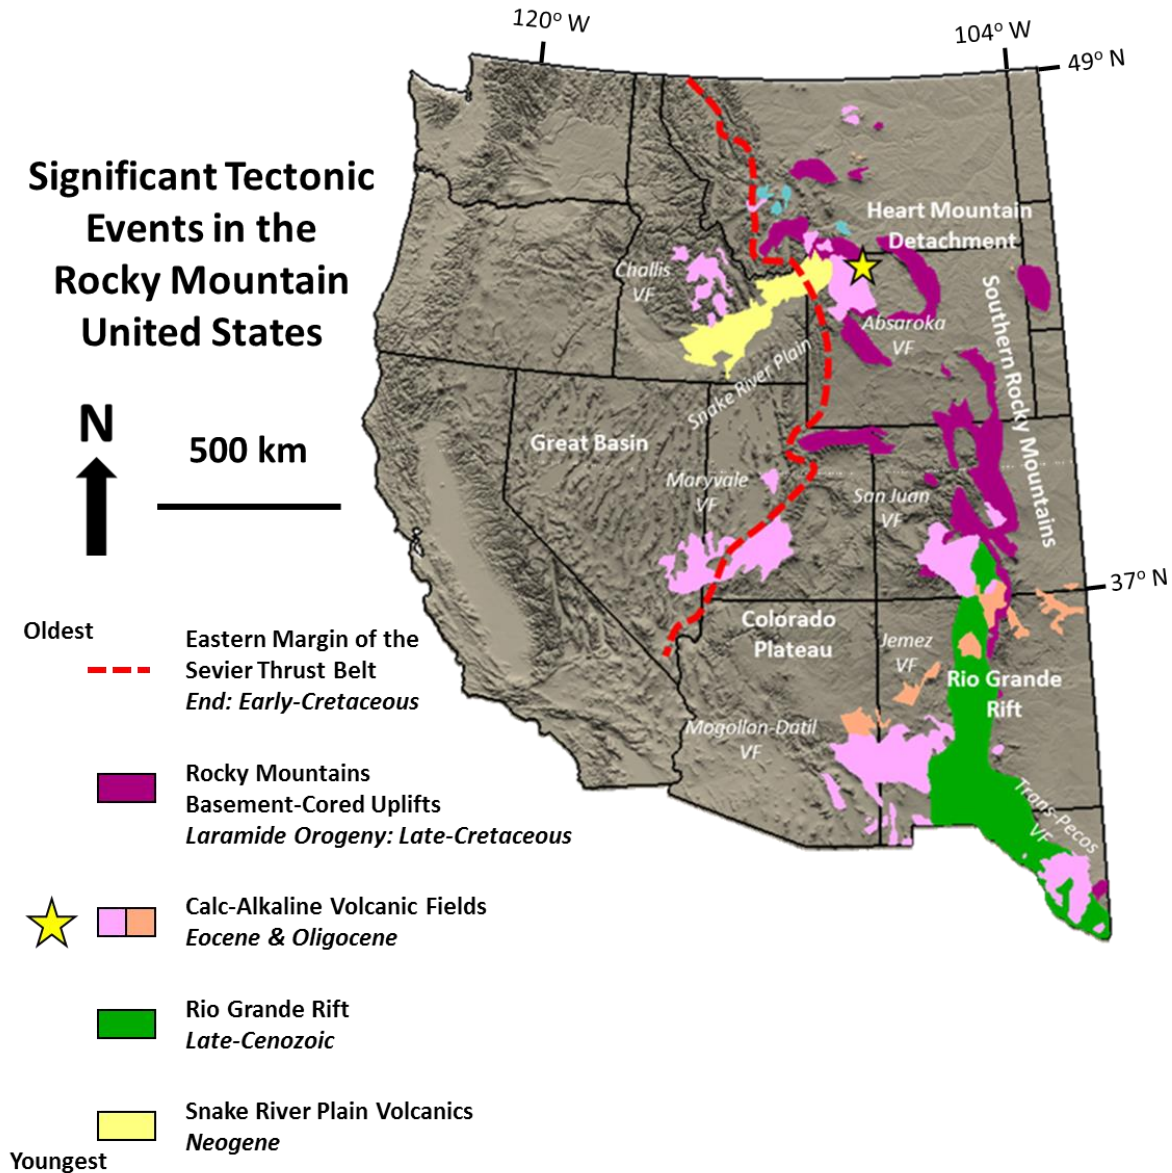 120° W
104° W
49° N
Significant Tectonic
Events in the
Rocky Mountain
United States
N
500 km
Heart Mountain
Detachment
Challis
VF
Absaroka
VF
Snake River Plain
Southern Rocky Mountains
Great Basin
Maryvale
VF
San Juan
VF
37° N
Colorado
Plateau
Jemez
VF
Rio Grande
Rift
Mogollon-Datil
VF
Trans-Pecos
VF
Oldest
Eastern Margin of the
Sevier Thrust Belt
End: Early-Cretaceous
Rocky Mountains
Basement-Cored Uplifts
Laramide Orogeny: Late-Cretaceous
Calc-Alkaline Volcanic Fields
Eocene & Oligocene
Rio Grande Rift
Late-Cenozoic
Snake River Plain Volcanics
Neogene
Youngest